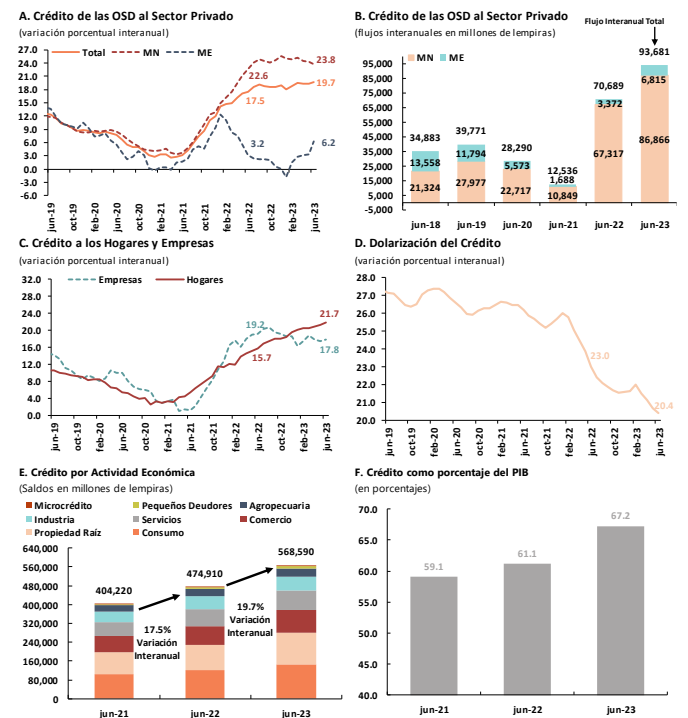 A. Crédito de las OSD al Sector Privado
(variación porcentual interanual)
27.0
24.0
21.0
18.0
15.0
12.0
9.0
6.0
3.0
0.0
-3.0
-6.0
Total
MN
ME
23.8
22.6
19.7
17.5
3.2
6.2
jun-19
oct-19
feb-20
jun-20
oct-20
feb-21
jun-21
oct-21
feb-22
jun-22
oct-22
feb-23
jun-23
B. Crédito de las OSD al Sector Privado
(flujos interanuales en millones de lempiras)
Flujo Interanual Total
MN
ME
95,000
85,000
75,000
65,000
55,000
45,000
35,000
25,000
15,000
5,000
-5,000
34,883
13,558
21,324
39,771
11,794
27,977
28,290
5,573
22,717
12,536
1,688
10,849
70,689
3,372
67,317
93,681
6,815
86,866
jun-18
jun-19
jun-20
jun-21
jun-22
jun-23
C. Crédito a los Hogares y Empresas
(variación porcentual interanual)
32.0
28.0
24.0
20.0
16.0
12.0
8.0
4.0
0.0
Empresas
Hogares
19.2
21.7
15.7
17.8
jun-19
oct-19
feb-20
jun-20
oct-20
feb-21
jun-21
oct-21
feb-22
jun-22
oct-22
feb-23
jun-23
D. Dolarización del Crédito
(variación porcentual interanual)
28.0
27.0
26.0
25.0
24.0
23.0
22.0
21.0
20.0
23.0
20.4
jun-19
oct-19
feb-20
jun-20
oct-20
feb-21
jun-21
oct-21
feb-22
jun-22
oct-22
feb-23
jun-23
E. Crédito por Actividad Económica
(Saldos en millones de lempiras)
Microcrédito
Pequeños Deudores
Agropecuaria
Industria
Servicios
Comercio
Propiedad Raíz
Consumo
640,000
560,000
480,000
400,000
320,000
240,000
160,000
80,000
0
404,220
474,910
568,590
17.5%
Variación
Interanual
19.7%
Variación
Interanual
jun-21
jun-22
jun-23
F. Crédito como porcentaje del PIB
(en porcentajes)
70.0
65.0
60.0
55.0
50.0
45.0
40.0
59.1
61.1
67.2
jun-21
jun-22
jun-23